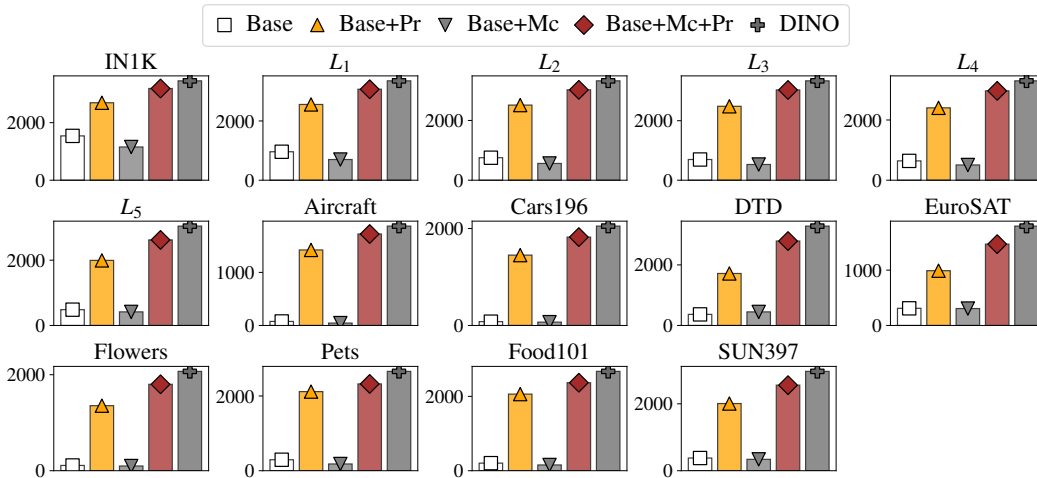 Base Base+Pr Base+Mc Base+Mc+Pr DINO
IN1K L₁ L₂ L₃ L₄
2000 2000 2000 2000 2000
0 0 0 0 0
L₅ Aircraft Cars196 DTD EuroSAT
2000 1000 2000 2000 1000
0 0 0 0 0
Flowers Pets Food101 SUN397
2000 2000 2000 2000
0 0 0 0